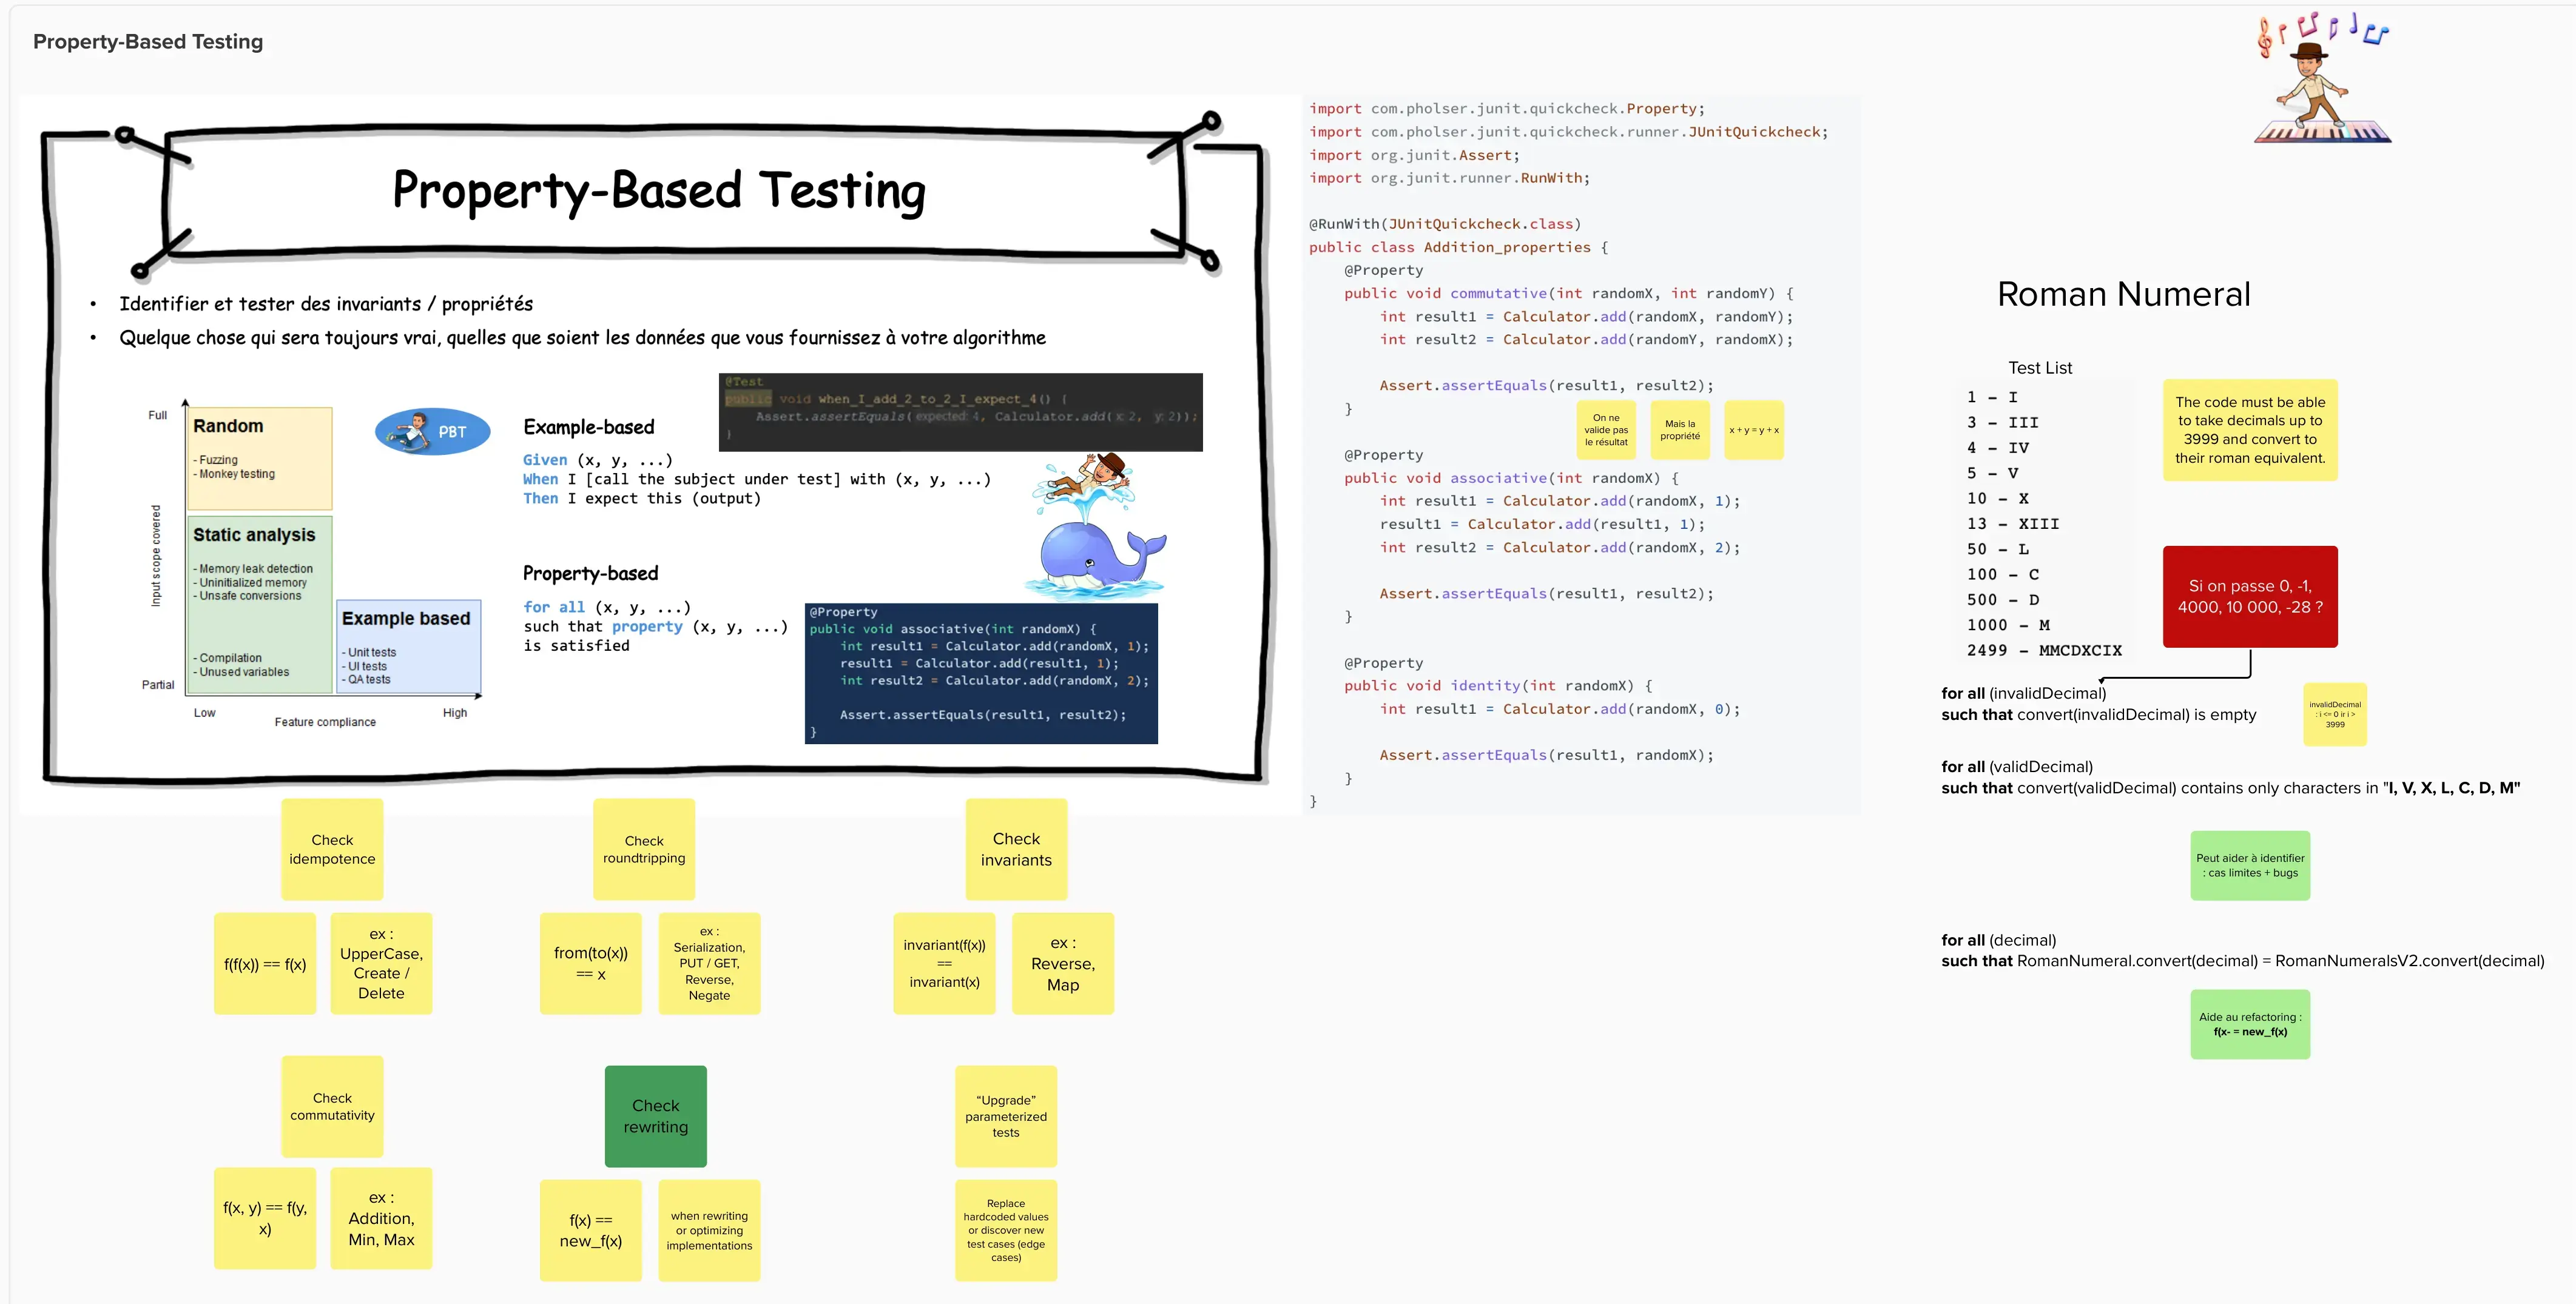 Property-Based Testing
Property-Based Testing
• Identifier et tester des invariants / propriétés
• Quelque chose qui sera toujours vrai, quelles que soient les données que vous fournissez à votre algorithme
Full
Input scope covered
Partial
Random
- Fuzzing
- Monkey testing
Static analysis
- Memory leak detection
- Uninitialized memory
- Unsafe conversions
- Compilation
- Unused variables
Example based
- Unit tests
- UI tests
- QA tests
Low
Feature compliance
High
PBT
Example-based
Given (x, y, ...)
When I [call the subject under test] with (x, y, ...)
Then I expect this (output)
@Test
public void when_I_add_2_to_2_I_expect_4() {
Assert.assertEquals( expected: 4, Calculator.add( x: 2, y: 2));
}
Property-based
for all (x, y, ...)
such that property (x, y, ...)
is satisfied
@Property
public void associative(int randomX) {
int result1 = Calculator.add(randomX, 1);
result1 = Calculator.add(result1, 1);
int result2 = Calculator.add(randomX, 2);
Assert.assertEquals(result1, result2);
}
import com.pholser.junit.quickcheck.Property;
import com.pholser.junit.quickcheck.runner.JUnitQuickcheck;
import org.junit.Assert;
import org.junit.runner.RunWith;
@RunWith(JUnitQuickcheck.class)
public class Addition_properties {
@Property
public void commutative(int randomX, int randomY) {
int result1 = Calculator.add(randomX, randomY);
int result2 = Calculator.add(randomY, randomX);
Assert.assertEquals(result1, result2);
}
On ne
valide pas
le résultat
Mais la
propriété
x + y = y + x
@Property
public void associative(int randomX) {
int result1 = Calculator.add(randomX, 1);
result1 = Calculator.add(result1, 1);
int result2 = Calculator.add(randomX, 2);
Assert.assertEquals(result1, result2);
}
@Property
public void identity(int randomX) {
int result1 = Calculator.add(randomX, 0);
Assert.assertEquals(result1, randomX);
}
}
Roman Numeral
Test List
1 - I
3 - III
4 - IV
5 - V
10 - X
13 - XIII
50 - L
100 - C
500 - D
1000 - M
2499 - MMCDXCIX
The code must be able
to take decimals up to
3999 and convert to
their roman equivalent.
Si on passe 0, -1,
4000, 10 000, -28 ?
for all (invalidDecimal)
such that convert(invalidDecimal) is empty
invalidDecimal
: i <= 0 ir i >
3999
for all (validDecimal)
such that convert(validDecimal) contains only characters in "I, V, X, L, C, D, M"
Peut aider à identifier
: cas limites + bugs
for all (decimal)
such that RomanNumeral.convert(decimal) = RomanNumeralsV2.convert(decimal)
Aide au refactoring :
f(x- = new_f(x)
Check
idempotence
f(f(x)) == f(x)
ex :
UpperCase,
Create /
Delete
Check
roundtripping
from(to(x))
== x
ex :
Serialization,
PUT / GET,
Reverse,
Negate
Check
invariants
invariant(f(x))
==
invariant(x)
ex :
Reverse,
Map
Check
commutativity
f(x, y) == f(y,
x)
ex :
Addition,
Min, Max
Check
rewriting
f(x) ==
new_f(x)
when rewriting
or optimizing
implementations
“Upgrade”
parameterized
tests
Replace
hardcoded values
or discover new
test cases (edge
cases)